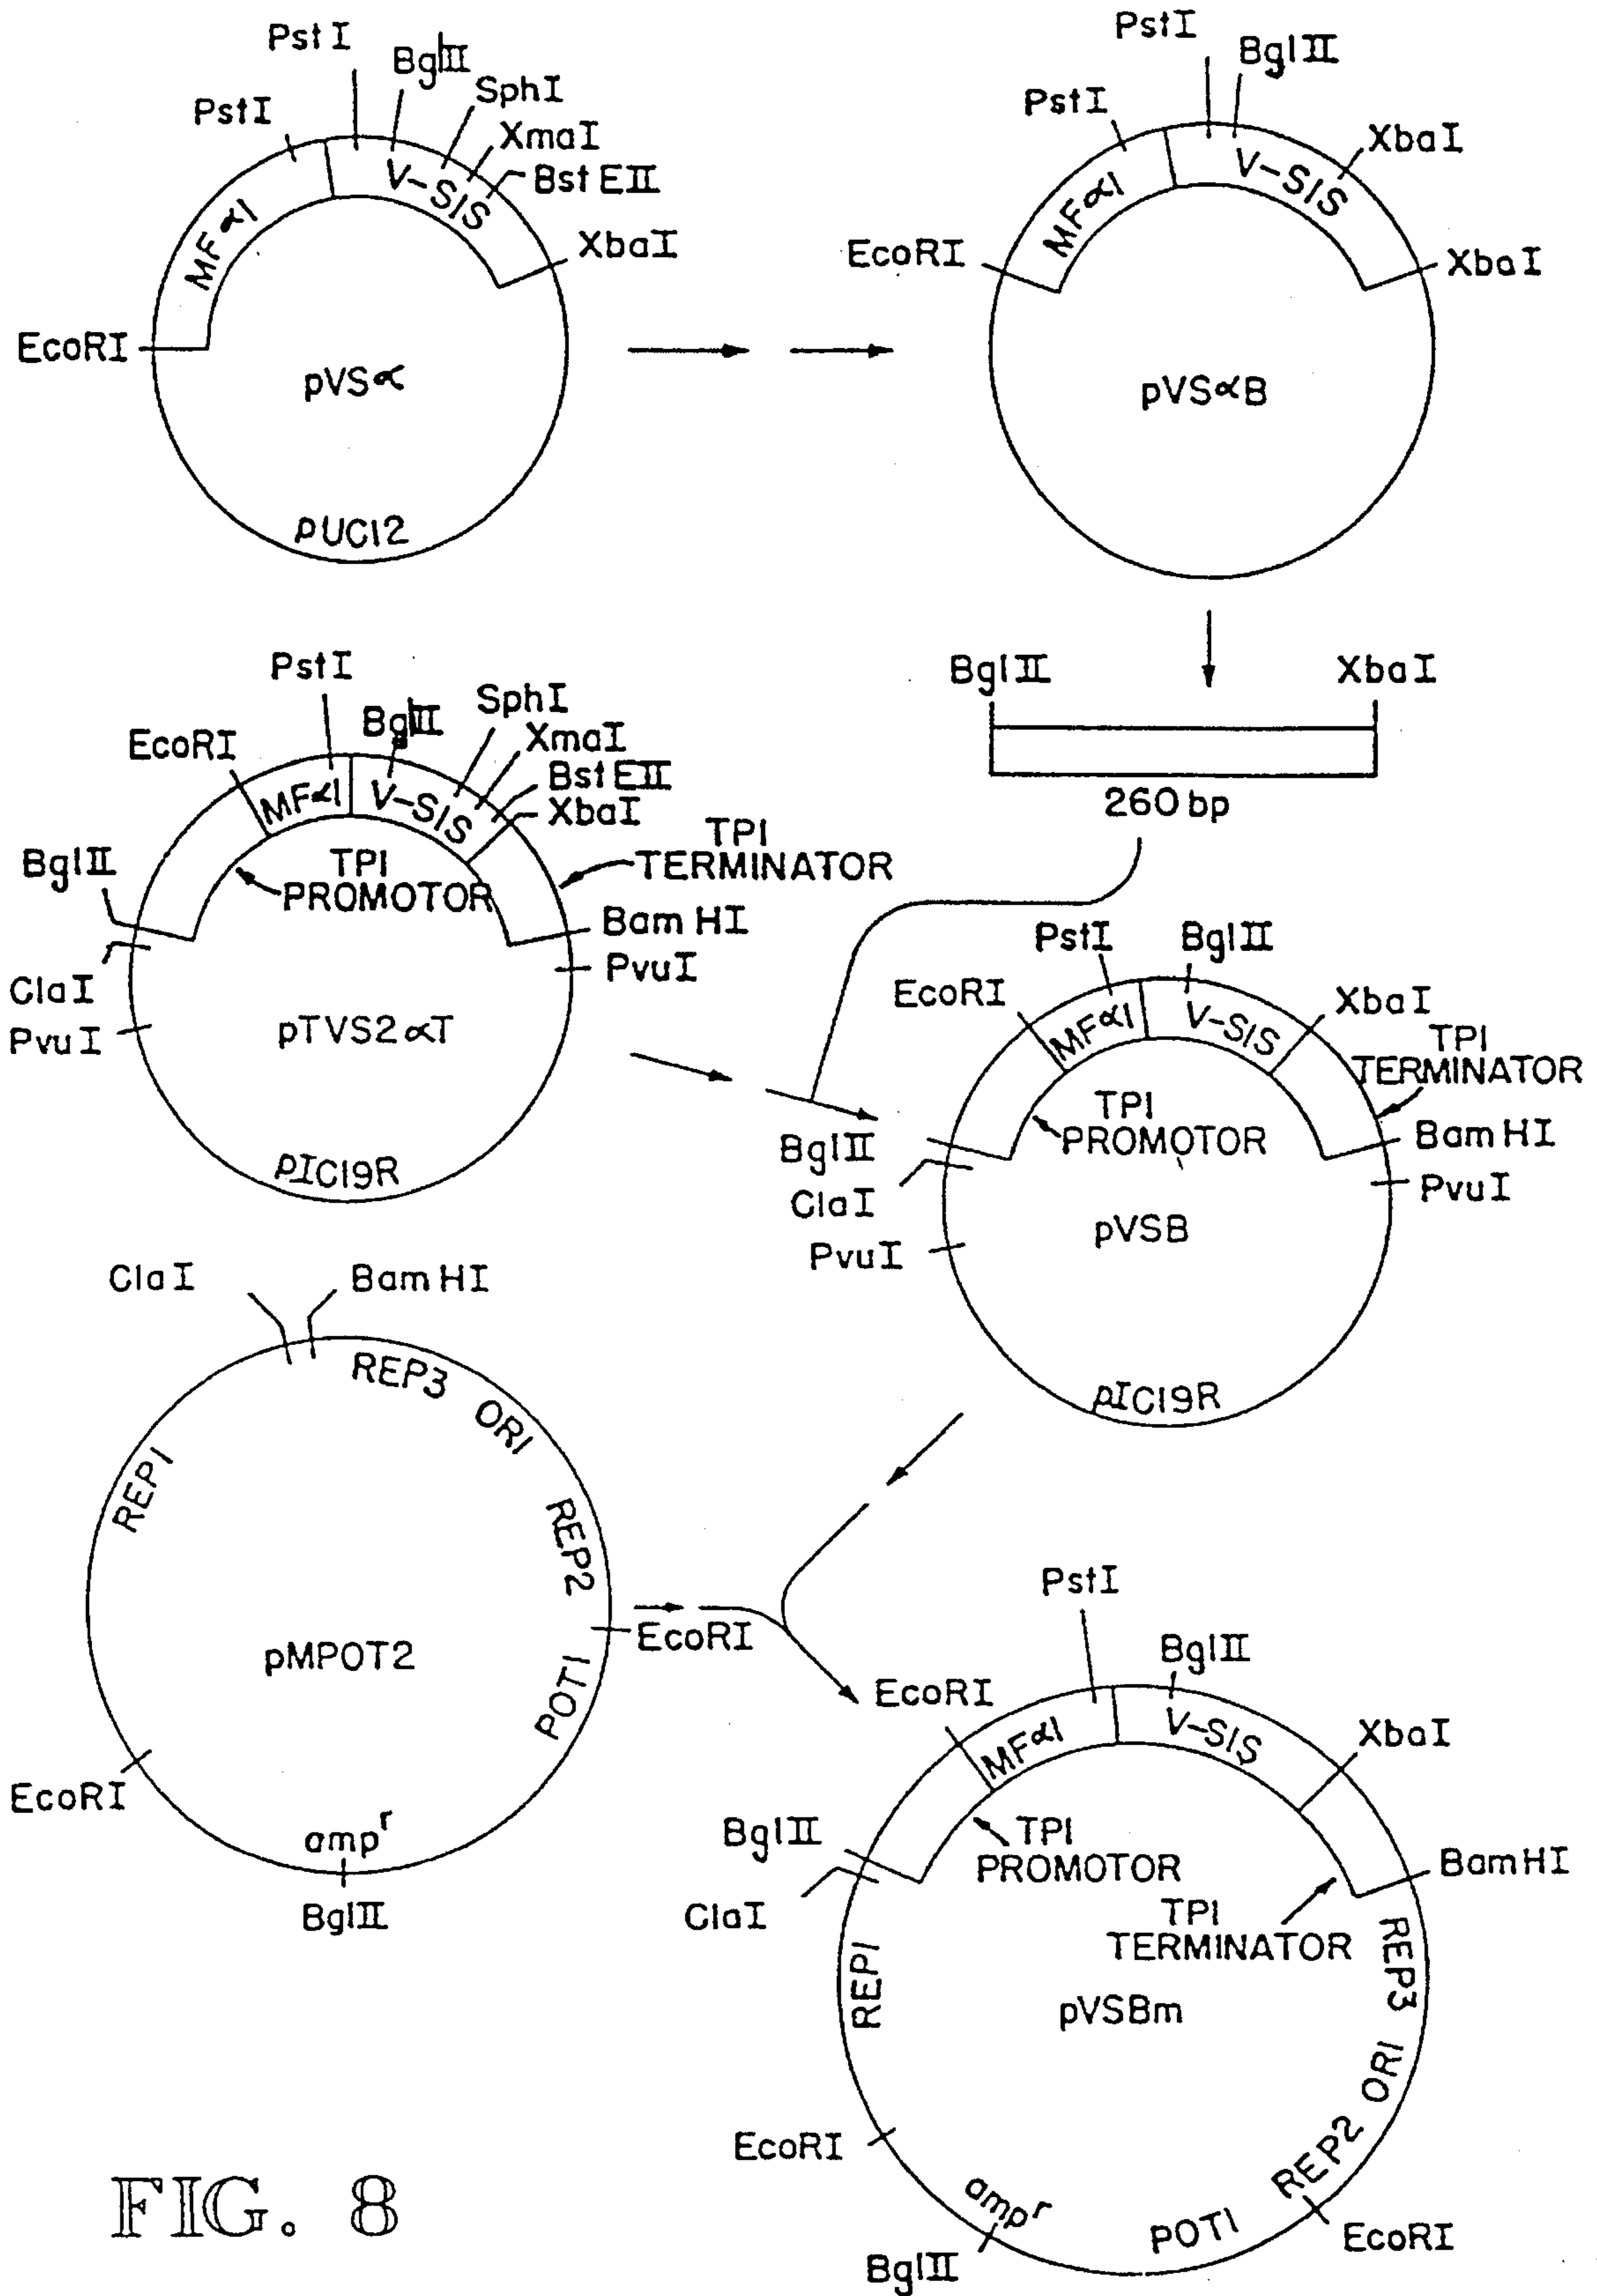 PstI
BglII
SphI
PstI
XmaI
BstEII
V-SIS
MFα1
XbaI
EcoRI
pVSα
pUC12
PstI
BglII
PstI
XbaI
V-SIS
MFα1
EcoRI
XbaI
pVSαB
BglII
XbaI
260 bp
PstI
SphI
BglII
XmaI
EcoRI
BstEII
MFα1
V-SIS
XbaI
TPI
TERMINATOR
BglII
TPI
PROMOTOR
BamHI
ClaI
PvuI
PvuI
pTVS2αT
pIC19R
PstI
BglII
EcoRI
XbaI
MFα1
V-SIS
TPI
TERMINATOR
TPI
PROMOTOR
BglII
BamHI
ClaI
PvuI
PvuI
pVSB
pIC19R
ClaI
BamHI
REP3
ORI
REP1
REP2
EcoRI
pMPOT2
POT1
EcoRI
ampr
BglII
PstI
BglII
EcoRI
MFα1
V-SIS
XbaI
BglII
TPI
PROMOTOR
BamHI
ClaI
TPI
TERMINATOR
REP1
REP3
pVSBm
ORI
EcoRI
REP2
ampr
POT1
EcoRI
BglII
FIG. 8